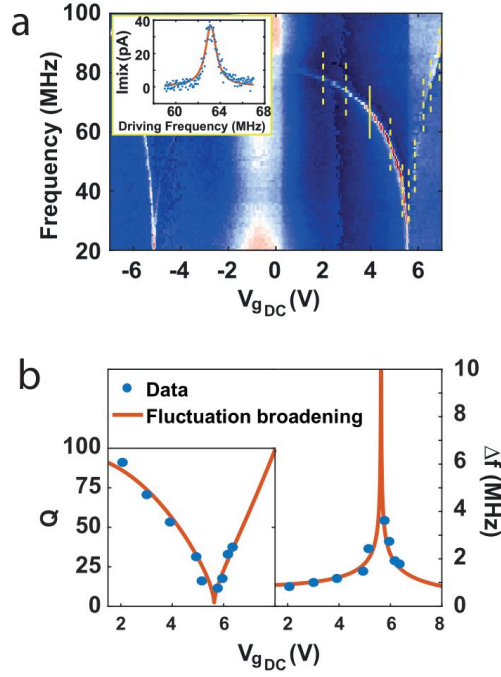 a
100
80
60
40
20
Frequency (MHz)
Imix (pA)
40
20
0
60
64
68
Driving Frequency (MHz)
-6 -4 -2 0 2 4 6
VgDC (V)
b
Data
Fluctuation broadening
Q
100
75
50
25
0
2 4 6
2 4 6 8
10
8
6
4
2
0
Δf (MHz)
VgDC (V)